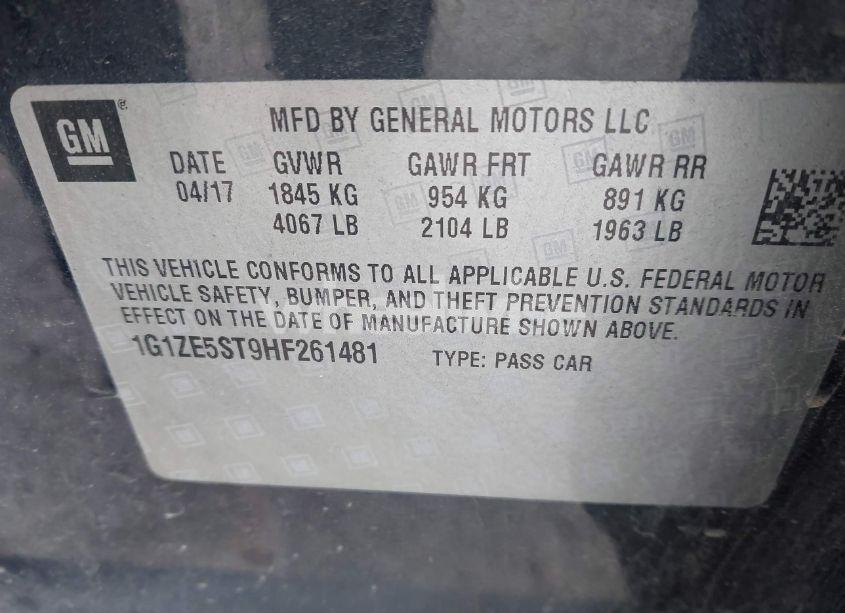 GM
®
MFD BY GENERAL MOTORS LLC
DATE GVWR GAWR FRT GAWR RR
04/17 1845 KG 954 KG 891 KG
4067 LB 2104 LB 1963 LB
THIS VEHICLE CONFORMS TO ALL APPLICABLE U.S. FEDERAL MOTOR
VEHICLE SAFETY, BUMPER, AND THEFT PREVENTION STANDARDS IN
EFFECT ON THE DATE OF MANUFACTURE SHOWN ABOVE.
1G1ZE5ST9HF261481 TYPE: PASS CAR